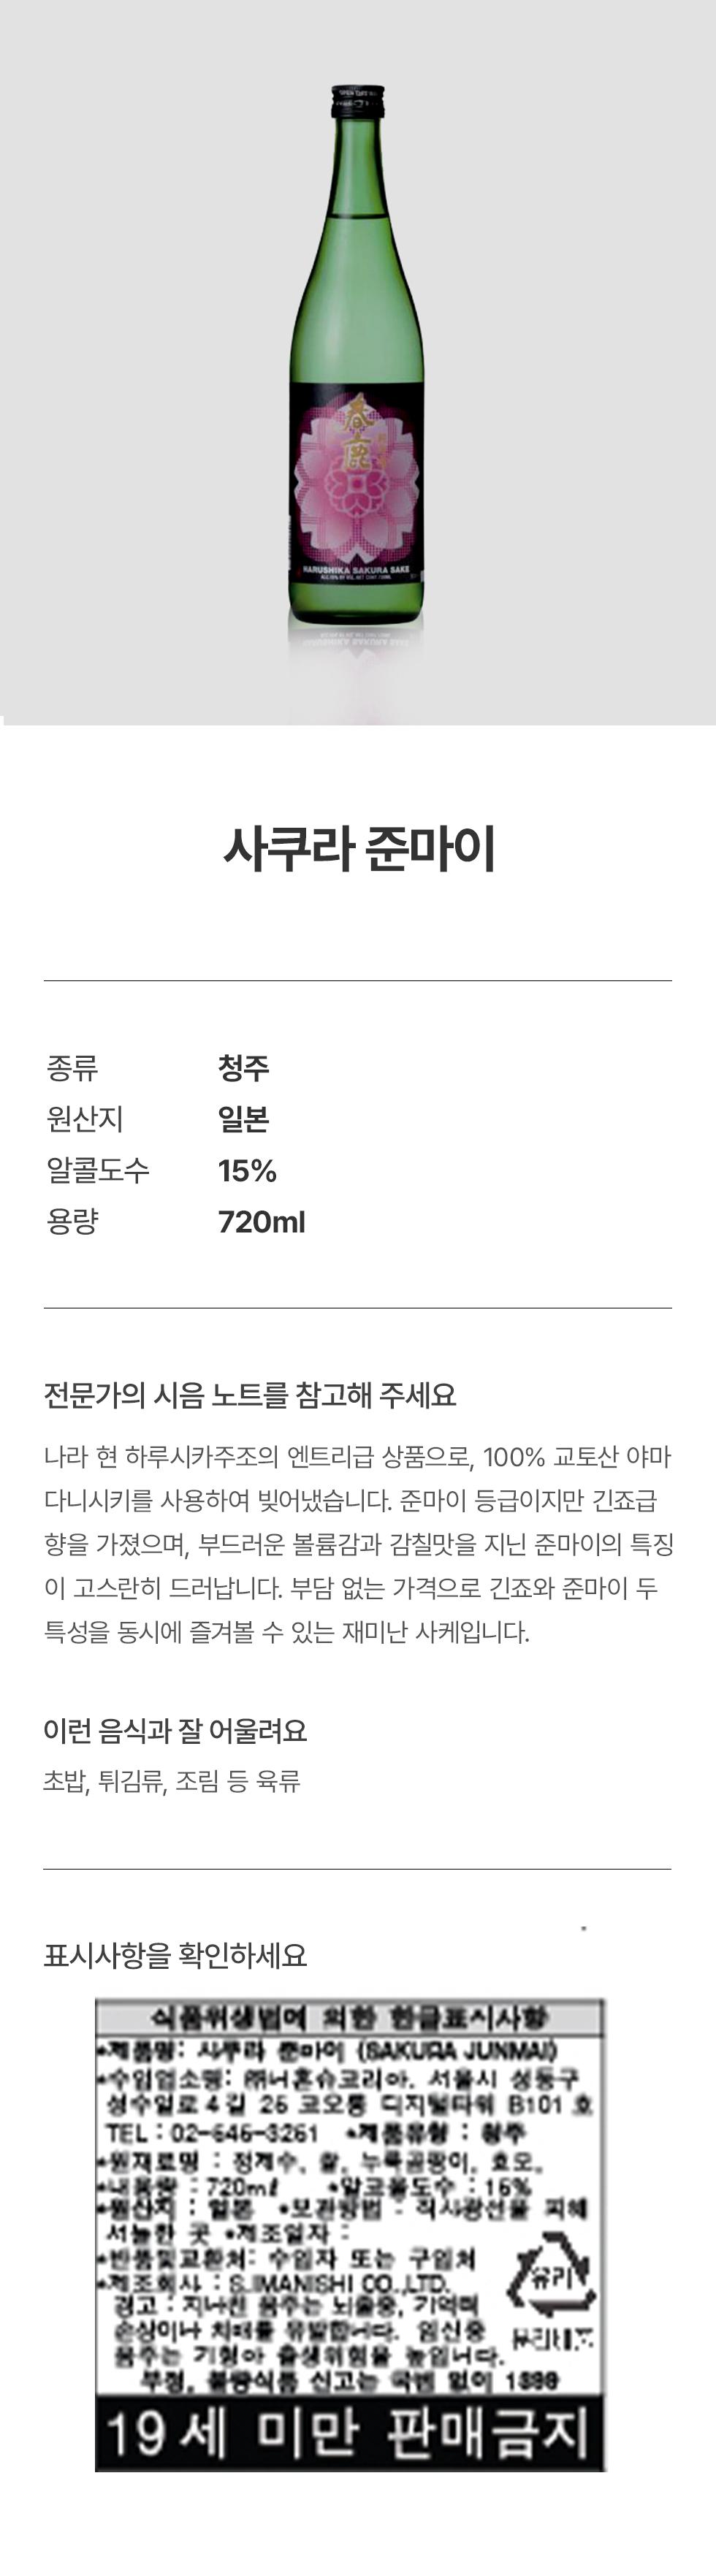 春鹿
HARUSHIKA SAKURA SAKE
사쿠라 준마이
종류 청주
원산지 일본
알콜도수 15%
용량 720ml
전문가의 시음 노트를 참고해 주세요
나라 현 하루시카주조의 엔트리급 상품으로, 100% 교토산 야마
다니시키를 사용하여 빚어냈습니다. 준마이 등급이지만 긴죠급
향을 가졌으며, 부드러운 볼륨감과 감칠맛을 지닌 준마이의 특징
이 고스란히 드러납니다. 부담 없는 가격으로 긴죠와 준마이 두
특성을 동시에 즐겨볼 수 있는 재미난 사케입니다.
이런 음식과 잘 어울려요
초밥, 튀김류, 조림 등 육류
표시사항을 확인하세요
식품위생법에 의한 한글표시사항
•제품명: 사쿠라 준마이 (SAKURA JUNMAI)
•수입업소명: ㈜니혼슈코리아. 서울시 성동구
성수일로 4길 25 코오롱 디지털타워 B101 호
TEL : 02-646-3261 •제품유형 : 청주
•원재료명 : 정제수, 쌀, 누룩곰팡이, 효모,
•내용량 : 720mℓ •알코올도수 :
•원산지 : 일본 •보관방법 : 직사광선을 피해
서늘한 곳 •제조일자 :
•반품및교환처: 수입자 또는 구입처
•제조회사 : S.IMANISHI CO.,LTD.
경고 : 지나친 음주는 뇌졸중, 기억력
손상이나 치매를 유발합니다. 임신중
음주는 기형아 출생위험을 높입니다.
유리
부정, 불량식품 신고는 국번 없이 1399
19세 미만 판매금지